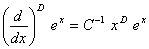 (d/dx)^D e^x = C^{-1} x^D e^x